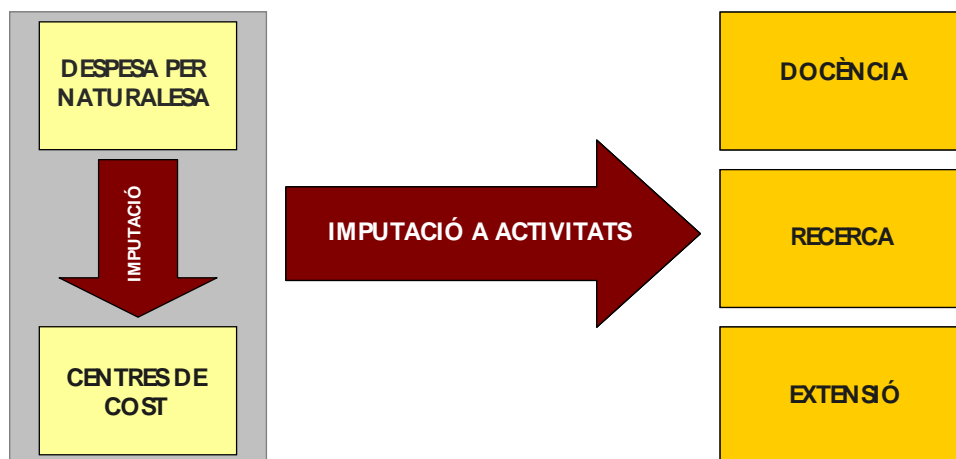 DESPESA PER
NATURALESA
IMPUTACIÓ
CENTRES DE
COST
IMPUTACIÓ A ACTIVITATS
DOCÈNCIA
RECERCA
EXTENSIÓ